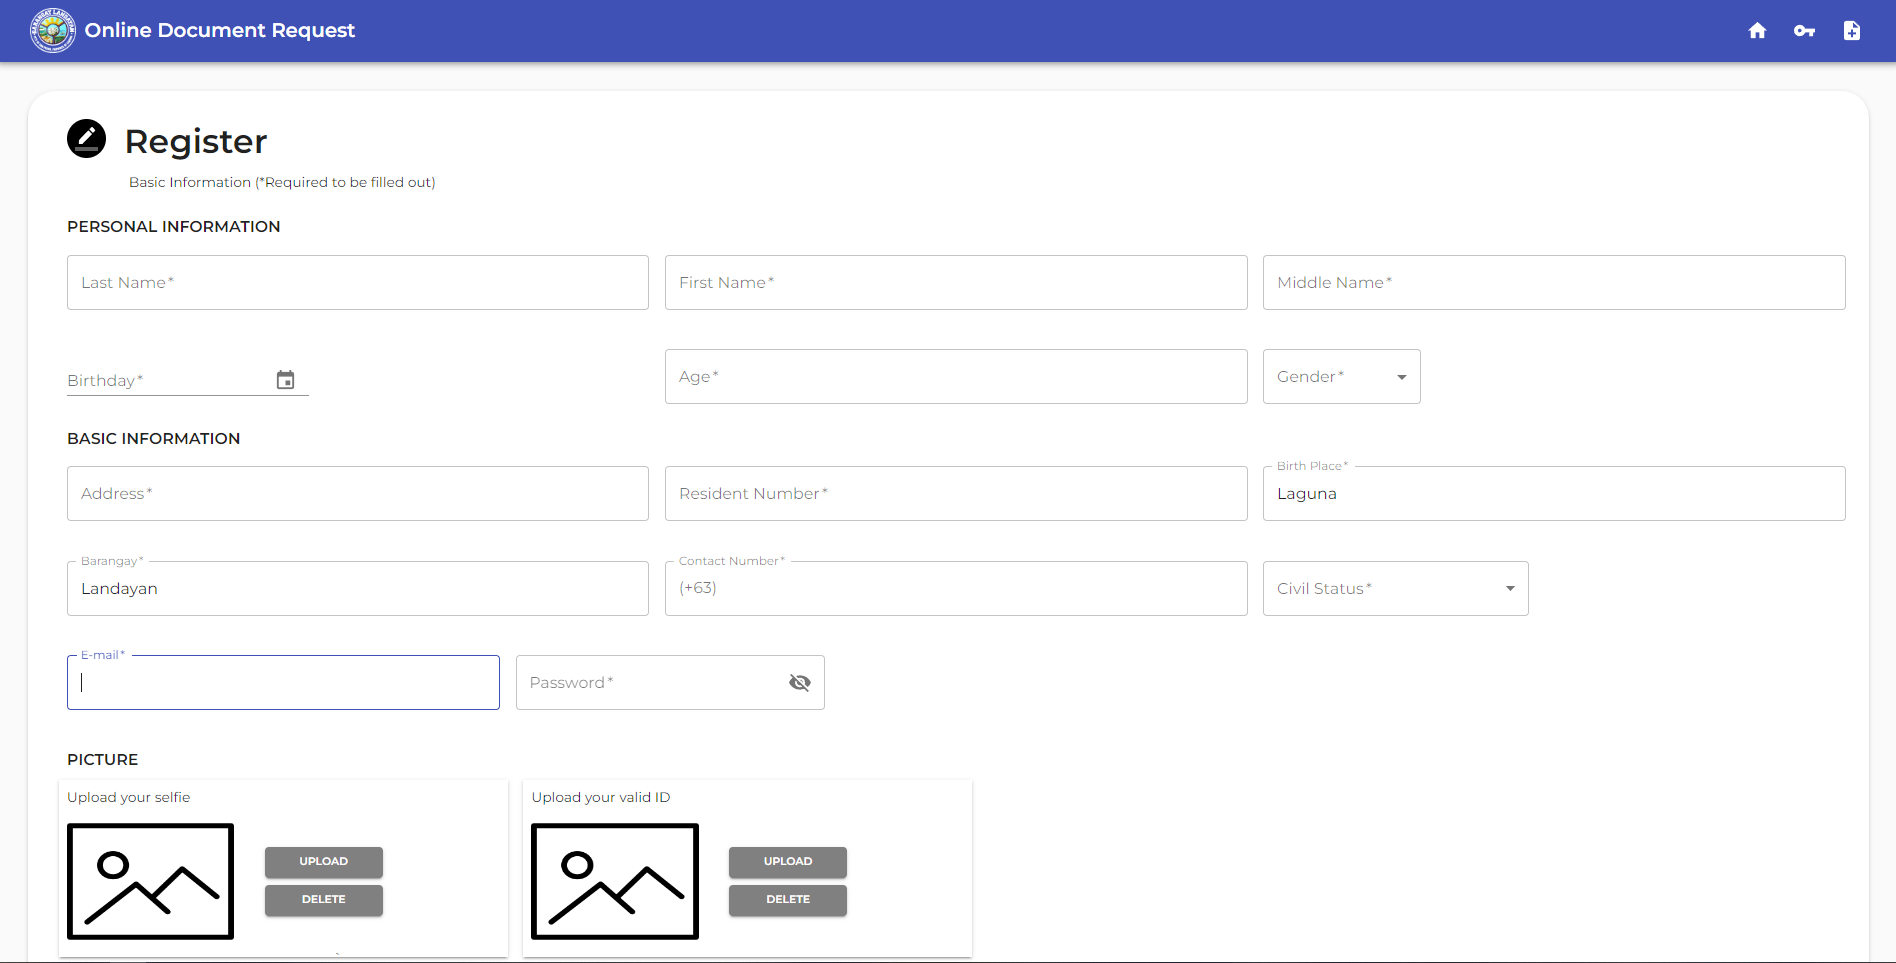 Online Document Request
Register
Basic Information (*Required to be filled out)
PERSONAL INFORMATION
Last Name*
First Name*
Middle Name*
Birthday*
Age*
Gender*
BASIC INFORMATION
Address*
Resident Number*
Birth Place*
Laguna
Barangay*
Landayan
Contact Number*
(+63)
Civil Status*
E-mail*
Password*
PICTURE
Upload your selfie
UPLOAD
DELETE
Upload your valid ID
UPLOAD
DELETE